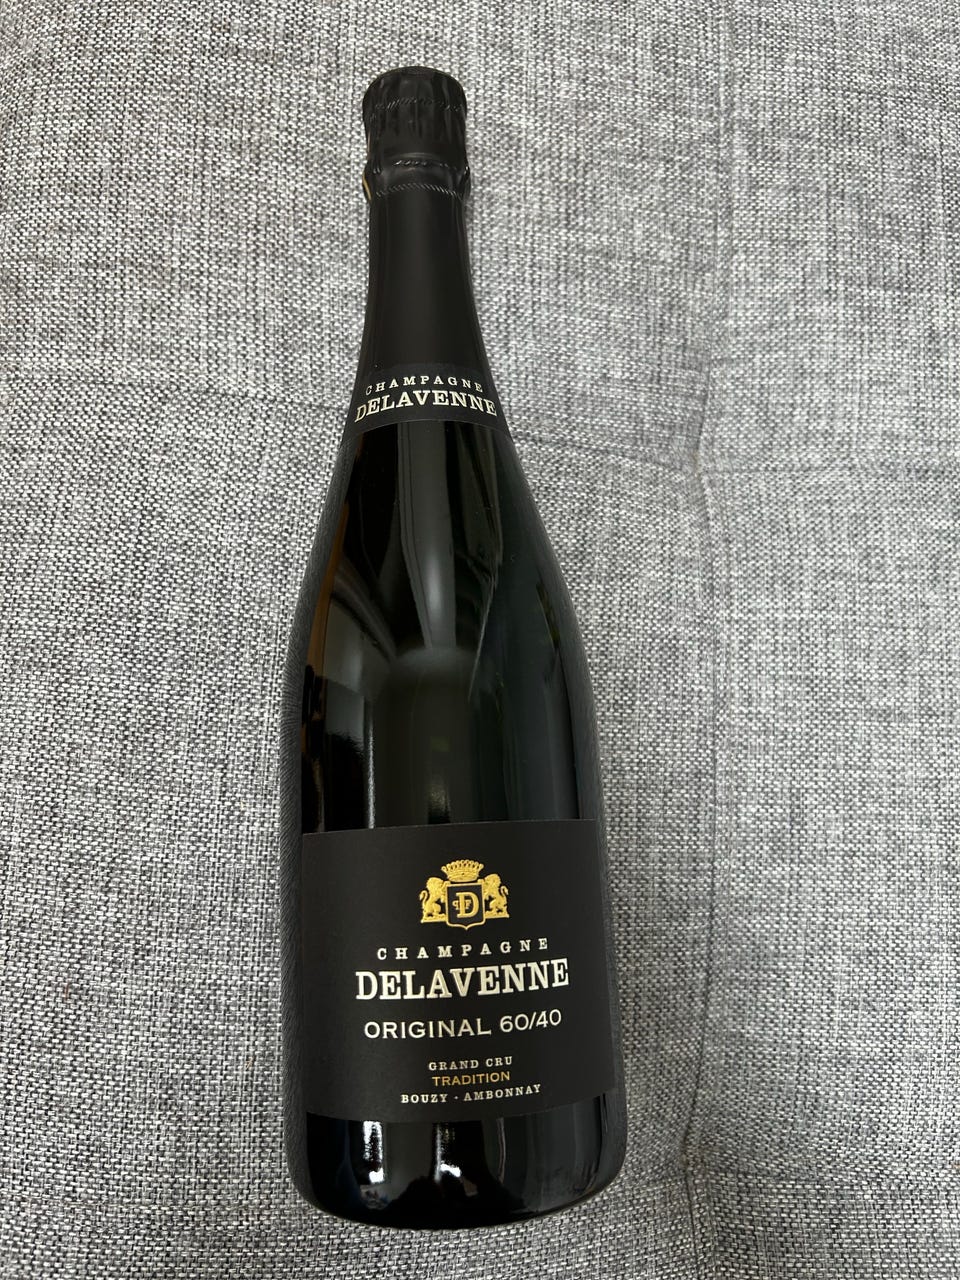 CHAMPAGNE
DELAVENNE
D
CHAMPAGNE
DELAVENNE
ORIGINAL 60/40
GRAND CRU
TRADITION
BOUZY · AMBONNAY